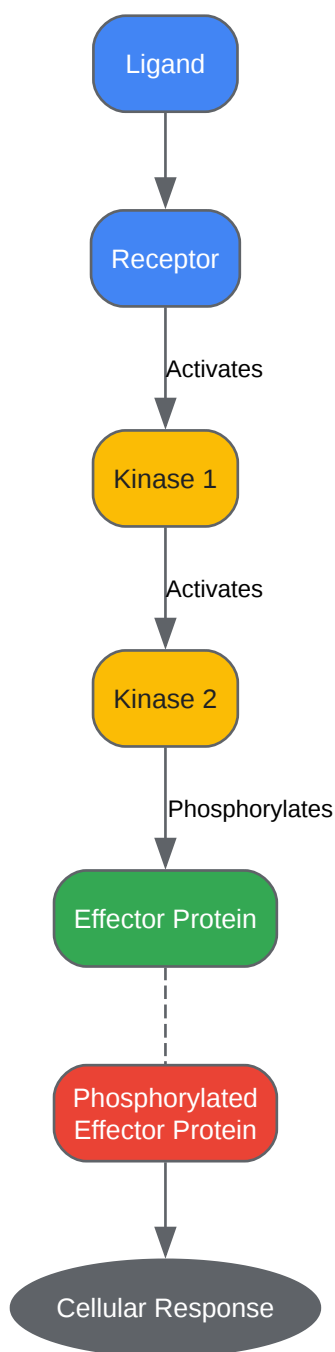 Ligand
Receptor
Activates
Kinase 1
Activates
Kinase 2
Phosphorylates
Effector Protein
Phosphorylated
Effector Protein
Cellular Response